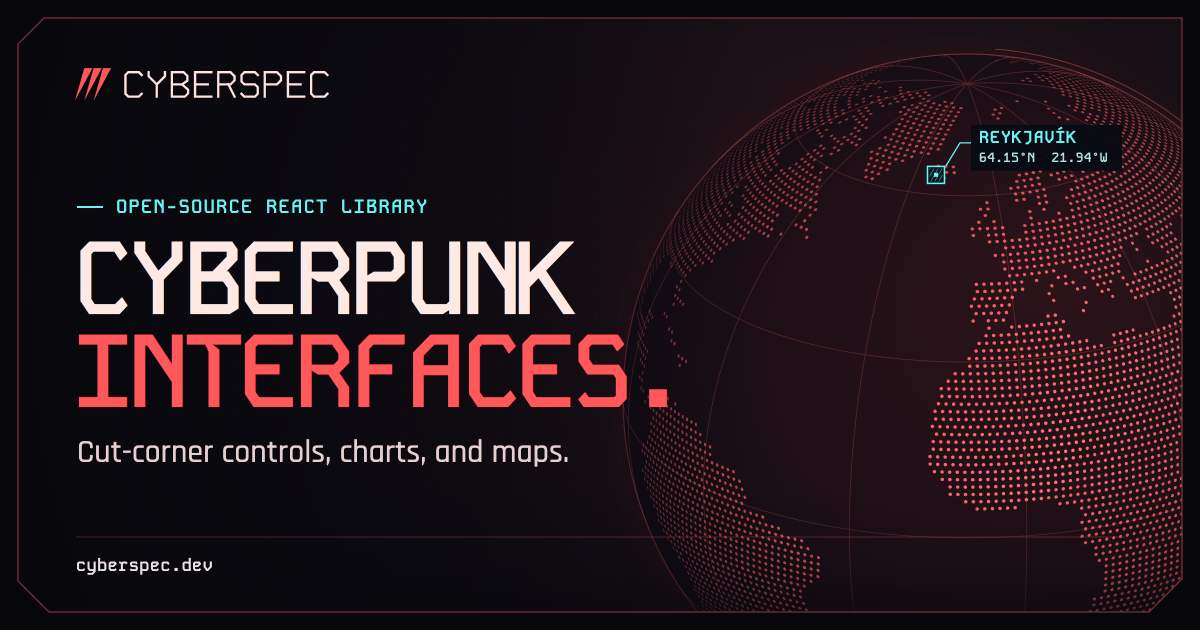 CYBERSPEC
OPEN-SOURCE REACT LIBRARY
CYBERPUNK
INTERFACES.
Cut-corner controls, charts, and maps.
cyberspec.dev
REYKJAVÍK
64.15°N 21.94°W